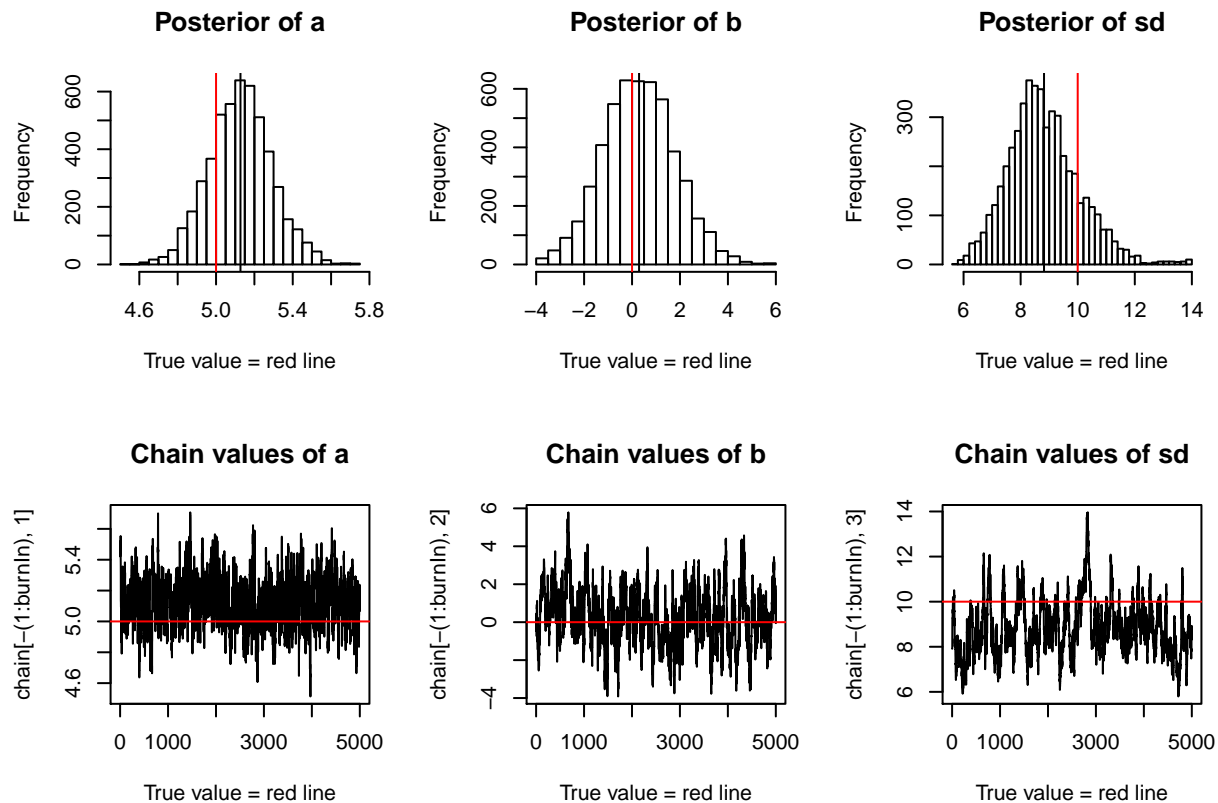 Posterior of a
Frequency
0 200 400 600
4.6 5.0 5.4 5.8
True value = red line
Posterior of b
Frequency
0 100 200 300 400 500 600
−4 −2 0 2 4 6
True value = red line
Posterior of sd
Frequency
0 100 300
6 8 10 12 14
True value = red line
Chain values of a
chain[−(1:burnIn), 1]
4.6 5.0 5.4
0 1000 3000 5000
True value = red line
Chain values of b
chain[−(1:burnIn), 2]
−4 0 2 4 6
0 1000 3000 5000
True value = red line
Chain values of sd
chain[−(1:burnIn), 3]
6 8 10 12 14
0 1000 3000 5000
True value = red line